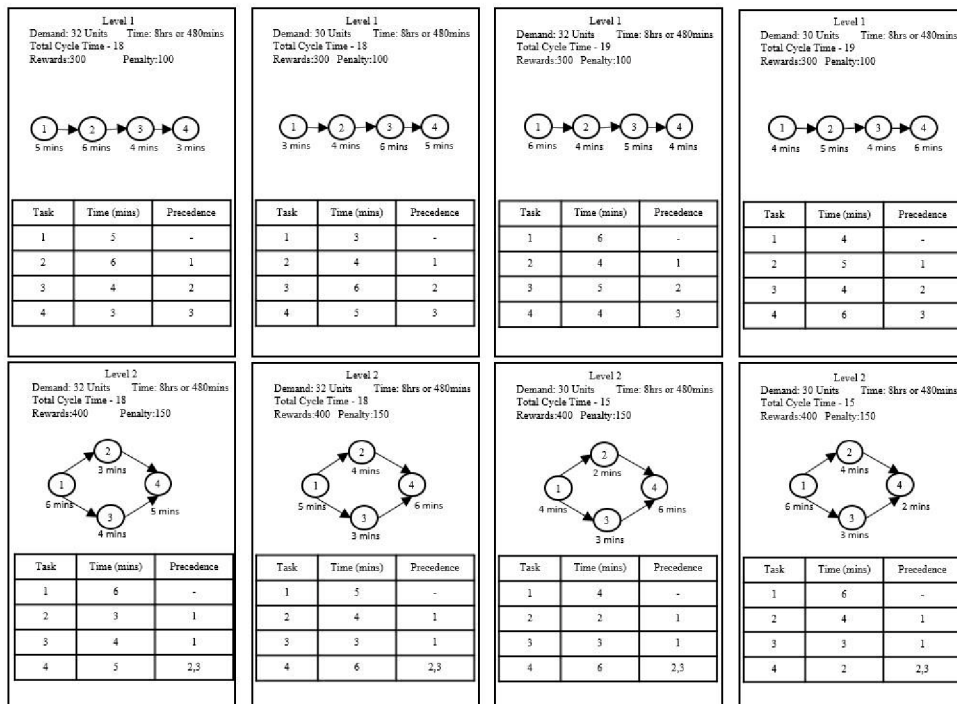 Level 1
Demand: 32 Units Time: 8hrs or 480mins
Total Cycle Time - 18
Rewards:300 Penalty:100
1 2 3 4
5 mins 6 mins 4 mins 3 mins
Task Time (mins) Precedence
1 5 -
2 6 1
3 4 2
4 3 3
Level 1
Demand: 30 Units Time: 8hrs or 480mins
Total Cycle Time - 18
Rewards:300 Penalty:100
1 2 3 4
3 mins 4 mins 6 mins 5 mins
Task Time (mins) Precedence
1 3 -
2 4 1
3 6 2
4 5 3
Level 1
Demand: 32 Units Time: 8hrs or 480mins
Total Cycle Time - 19
Rewards:300 Penalty:100
1 2 3 4
6 mins 4 mins 5 mins 4 mins
Task Time (mins) Precedence
1 6 -
2 4 1
3 5 2
4 4 3
Level 1
Demand: 30 Units Time: 8hrs or 480mins
Total Cycle Time - 19
Rewards:300 Penalty:100
1 2 3 4
4 mins 5 mins 4 mins 6 mins
Task Time (mins) Precedence
1 4 -
2 5 1
3 4 2
4 6 3
Level 2
Demand: 32 Units Time: 8hrs or 480mins
Total Cycle Time - 18
Rewards:400 Penalty:150
2
3 mins
1 4
6 mins 5 mins
3
4 mins
Task Time (mins) Precedence
1 6 -
2 3 1
3 4 1
4 5 2,3
Level 2
Demand: 32 Units Time: 8hrs or 480mins
Total Cycle Time - 18
Rewards:400 Penalty:150
2
4 mins
1 4
5 mins 6 mins
3
3 mins
Task Time (mins) Precedence
1 5 -
2 4 1
3 3 1
4 6 2,3
Level 2
Demand: 30 Units Time: 8hrs or 480mins
Total Cycle Time - 15
Rewards:400 Penalty:150
2
2 mins
1 4
4 mins 6 mins
3
3 mins
Task Time (mins) Precedence
1 4 -
2 2 1
3 3 1
4 6 2,3
Level 2
Demand: 30 Units Time: 8hrs or 480mins
Total Cycle Time - 15
Rewards:400 Penalty:150
2
4 mins
1 4
6 mins 2 mins
3
3 mins
Task Time (mins) Precedence
1 6 -
2 4 1
3 3 1
4 2 2,3